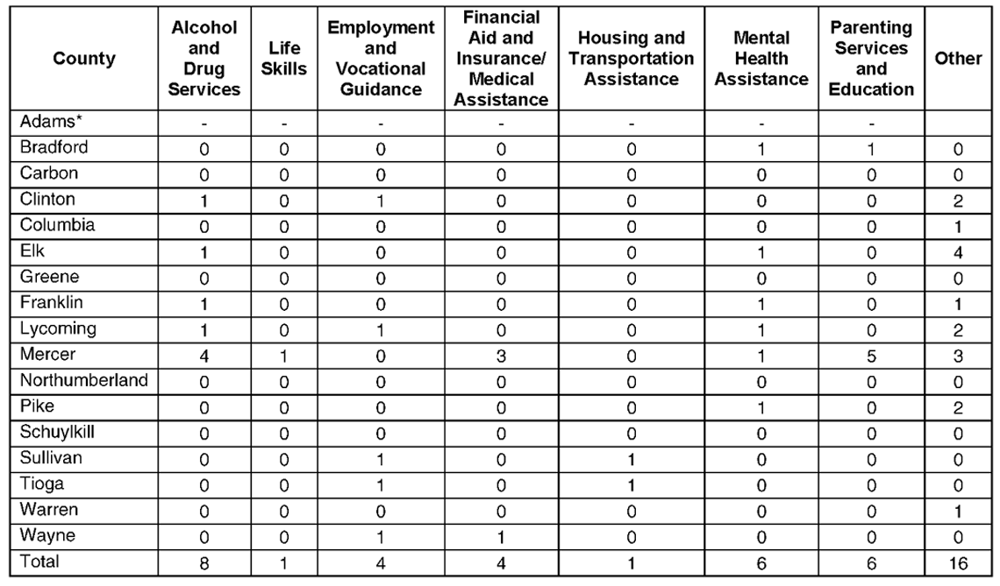 County | Alcohol and Drug Services | Life Skills | Employment and Vocational Guidance | Financial Aid and Insurance/ Medical Assistance | Housing and Transportation Assistance | Mental Health Assistance | Parenting Services and Education | Other
Adams* - - - - - - -
Bradford 0 0 0 0 0 1 1 0
Carbon 0 0 0 0 0 0 0 0
Clinton 1 0 1 0 0 0 0 2
Columbia 0 0 0 0 0 0 0 1
Elk 1 0 0 0 0 1 0 4
Greene 0 0 0 0 0 0 0 0
Franklin 1 0 0 0 0 1 0 1
Lycoming 1 0 1 0 0 1 0 2
Mercer 4 1 0 3 0 1 5 3
Northumberland 0 0 0 0 0 0 0 0
Pike 0 0 0 0 0 1 0 2
Schuylkill 0 0 0 0 0 0 0 0
Sullivan 0 0 1 0 1 0 0 0
Tioga 0 0 1 0 1 0 0 0
Warren 0 0 0 0 0 0 0 1
Wayne 0 0 1 1 0 0 0 0
Total 8 1 4 4 1 6 6 16